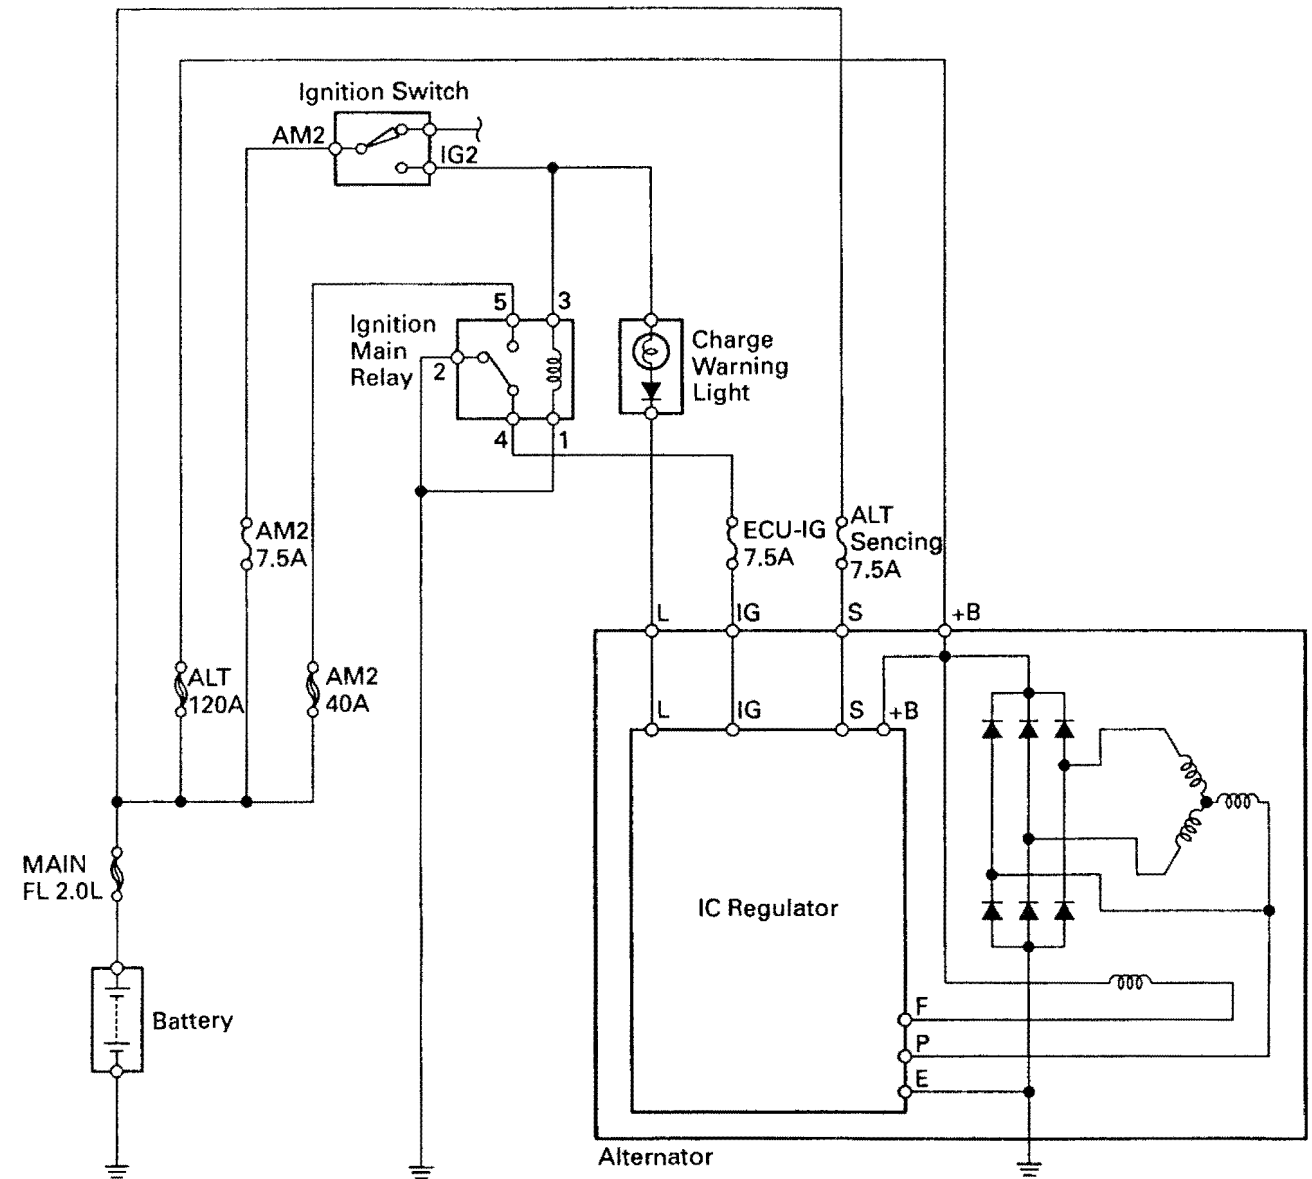 Ignition Switch
AM2
IG2
5
3
Ignition
Main
Relay
2
4
1
Charge
Warning
Light
AM2
7.5A
ECU-IG
7.5A
ALT
Sencing
7.5A
L
IG
S
+B
ALT
120A
AM2
40A
L
IG
S
+B
MAIN
FL 2.0L
IC Regulator
Battery
F
P
E
Alternator